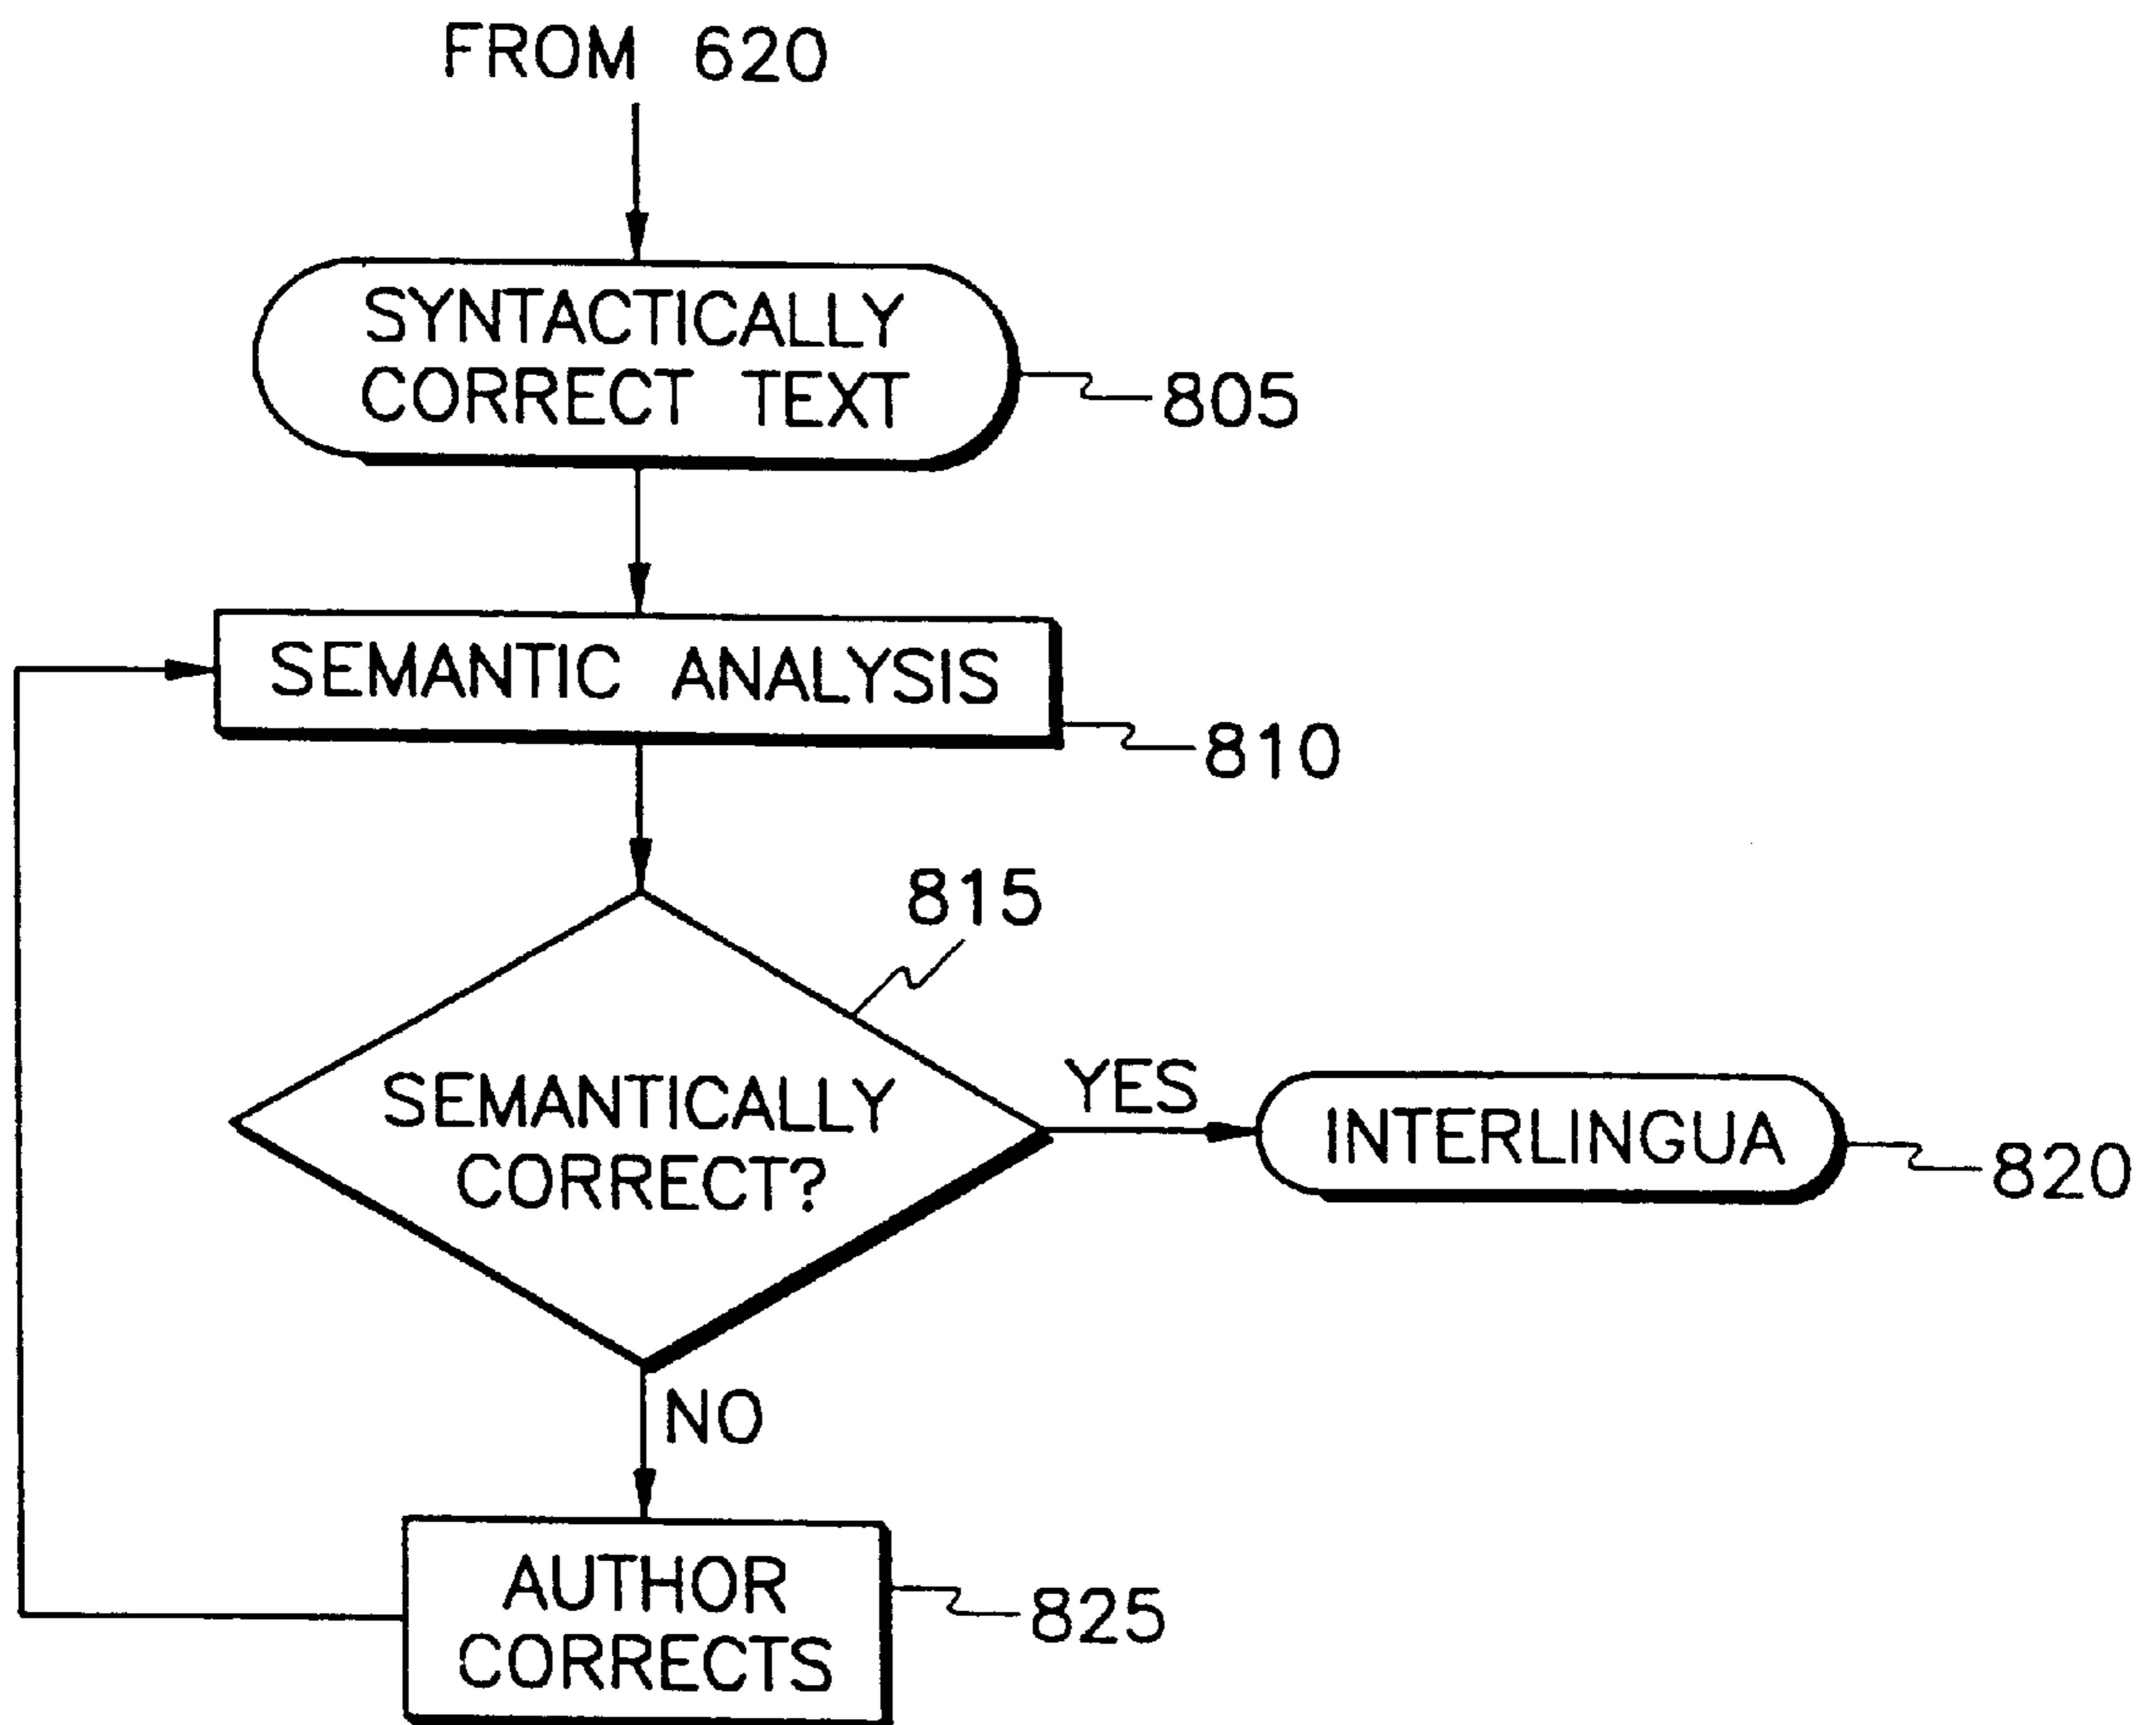 FROM 620
SYNTACTICALLY
CORRECT TEXT
805
SEMANTIC ANALYSIS
810
815
SEMANTICALLY
CORRECT?
YES
INTERLINGUA
820
NO
AUTHOR
CORRECTS
825